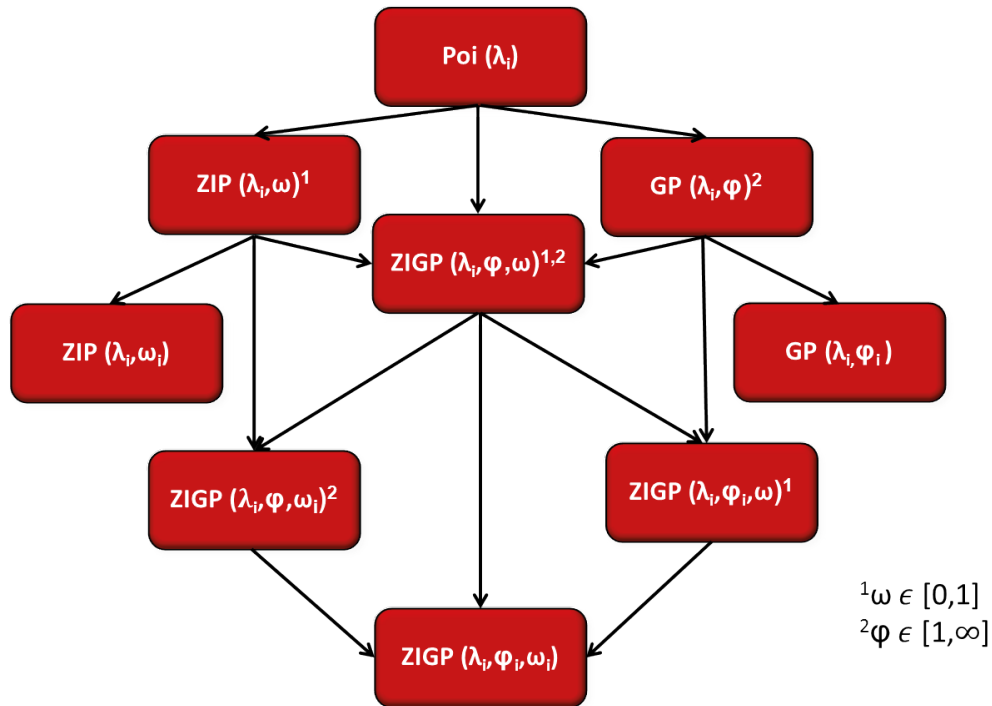 Poi (λᵢ)
ZIP (λᵢ,ω)¹
GP (λᵢ,φ)²
ZIGP (λᵢ,φ,ω)¹,²
ZIP (λᵢ,ωᵢ)
GP (λᵢ,φᵢ )
ZIGP (λᵢ,φ,ωᵢ)²
ZIGP (λᵢ,φᵢ,ω)¹
¹ω ϵ [0,1]
²φ ϵ [1,∞]
ZIGP (λᵢ,φᵢ,ωᵢ)